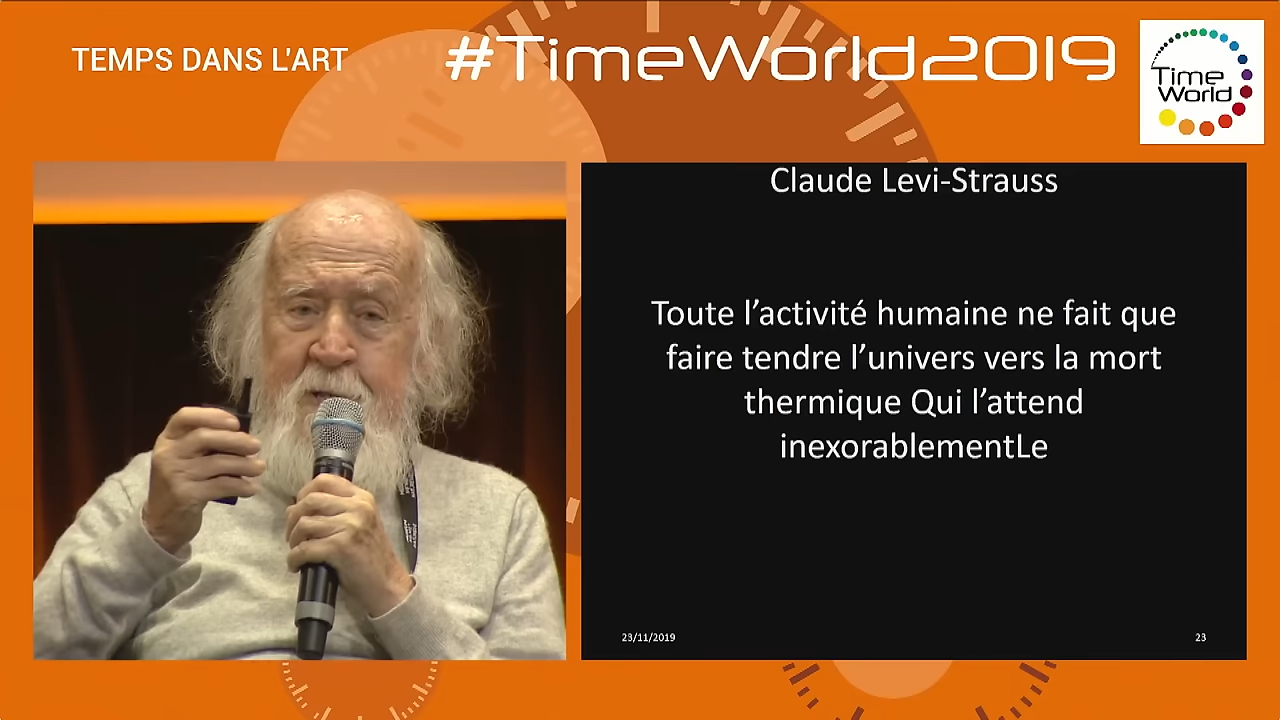 TEMPS DANS L'ART
#TimeWorld2019
Time
World
Claude Levi-Strauss
Toute l’activité humaine ne fait que
faire tendre l’univers vers la mort
thermique Qui l’attend
inexorablementLe
23/11/2019
23